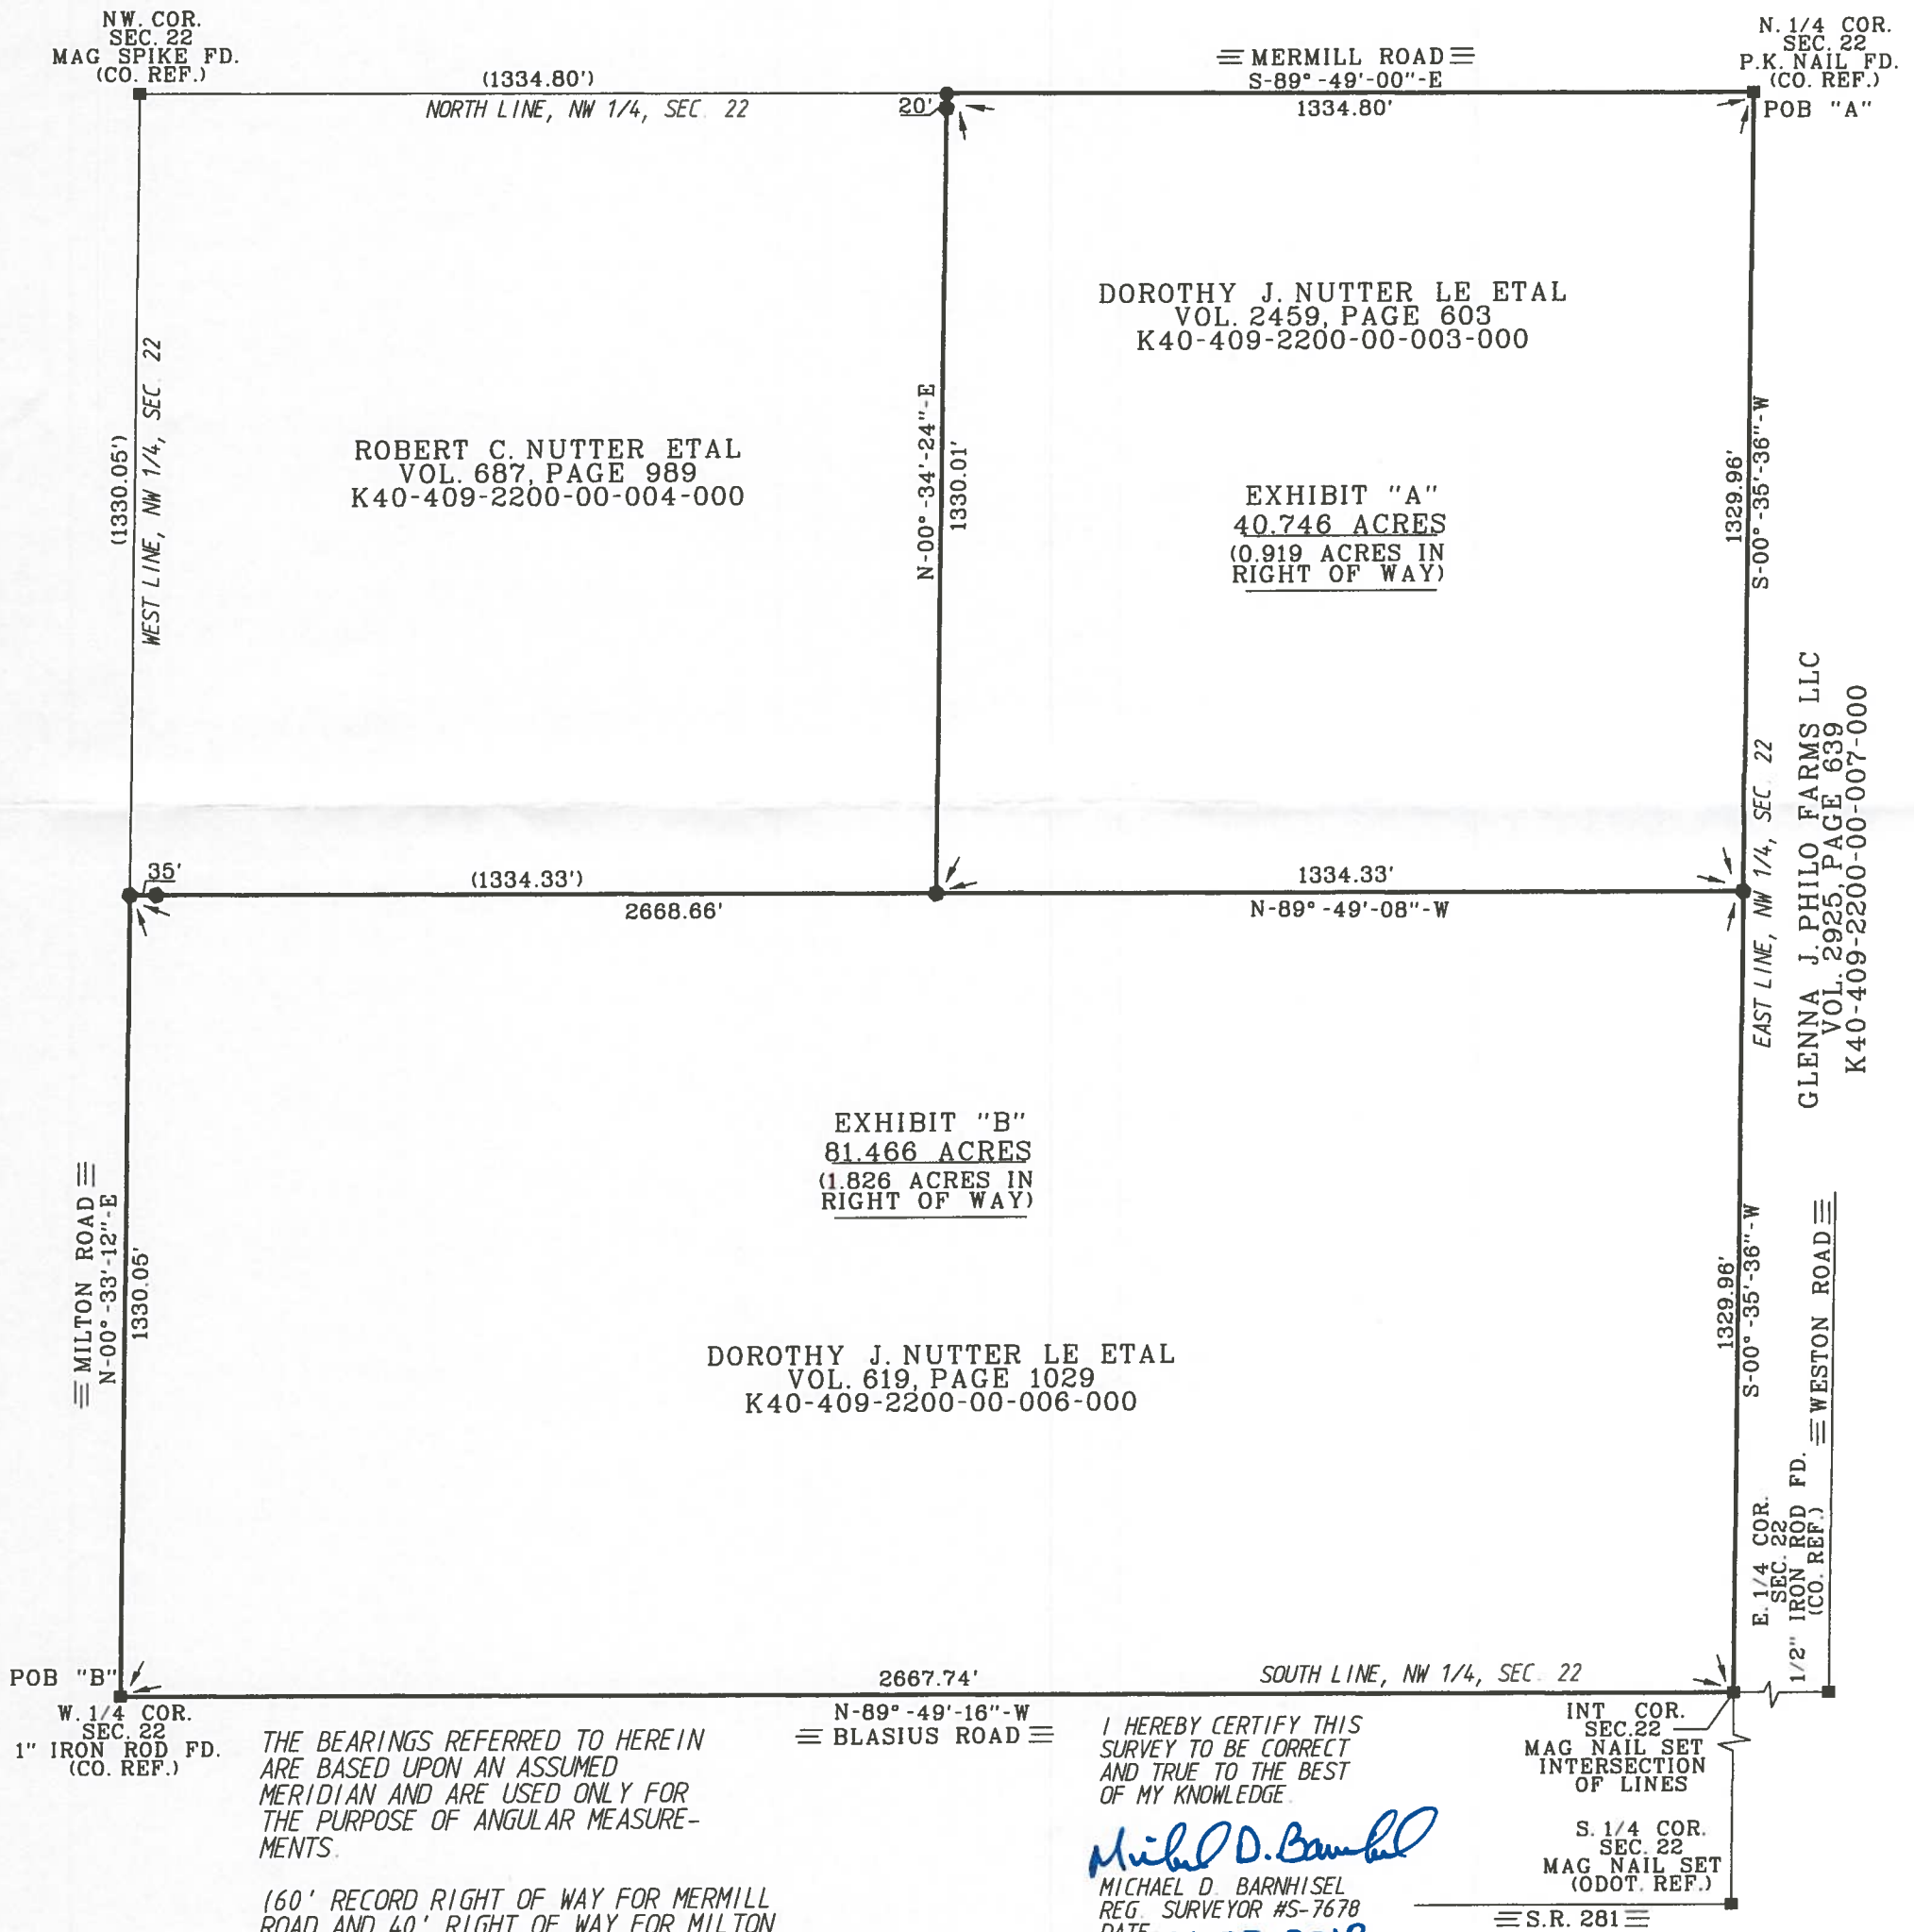 NW. COR.
SEC. 22
MAG SPIKE FD.
(CO. REF.)
(1334.80')
NORTH LINE, NW 1/4, SEC. 22
20'
MERMILL ROAD
S-89°-49'-00"-E
1334.80'
N. 1/4 COR.
SEC. 22
P.K. NAIL FD.
(CO. REF.)
POB "A"
(1330.05')
WEST LINE, NW 1/4, SEC. 22
ROBERT C. NUTTER ETAL
VOL. 687, PAGE 989
K40-409-2200-00-004-000
N-00°-34'-24"-E
1330.01'
DOROTHY J. NUTTER LE ETAL
VOL. 2459, PAGE 603
K40-409-2200-00-003-000
EXHIBIT "A"
40.746 ACRES
(0.919 ACRES IN
RIGHT OF WAY)
1329.96'
S-00°-35'-36"-W
EAST LINE, NW 1/4, SEC. 22
GLENNA J. PHILO FARMS LLC
VOL. 2925, PAGE 639
K40-409-2200-00-007-000
35'
(1334.33')
2668.66'
1334.33'
N-89°-49'-08"-W
EXHIBIT "B"
81.466 ACRES
(1.826 ACRES IN
RIGHT OF WAY)
MILTON ROAD
N-00°-33'-12"-E
1330.05'
DOROTHY J. NUTTER LE ETAL
VOL. 619, PAGE 1029
K40-409-2200-00-006-000
1329.96'
S-00°-35'-36"-W
WESTON ROAD
E. 1/4 COR.
SEC. 22
1/2" IRON ROD FD.
(CO. REF.)
POB "B"
W. 1/4 COR.
SEC. 22
1" IRON ROD FD.
(CO. REF.)
2667.74'
SOUTH LINE, NW 1/4, SEC. 22
N-89°-49'-16"-W
BLASIUS ROAD
THE BEARINGS REFERRED TO HEREIN
ARE BASED UPON AN ASSUMED
MERIDIAN AND ARE USED ONLY FOR
THE PURPOSE OF ANGULAR MEASURE-
MENTS.
(60' RECORD RIGHT OF WAY FOR MERMILL
ROAD AND 40' RIGHT OF WAY FOR MILTON
I HEREBY CERTIFY THIS
SURVEY TO BE CORRECT
AND TRUE TO THE BEST
OF MY KNOWLEDGE.
MICHAEL D. BARNHISEL
REG. SURVEYOR #S-7678
DATE
INT COR.
SEC.22
MAG NAIL SET
INTERSECTION
OF LINES
S. 1/4 COR.
SEC. 22
MAG NAIL SET
(ODOT. REF.)
S.R. 281